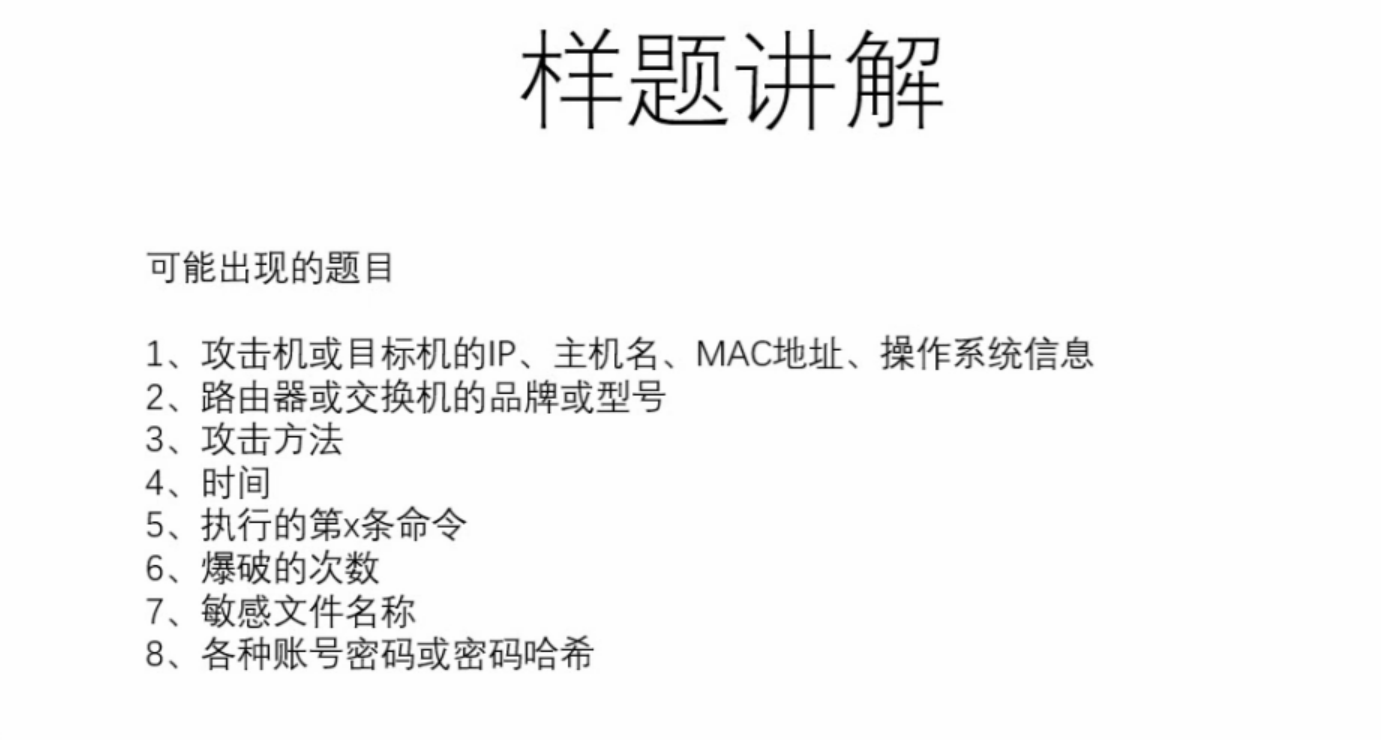 样题讲解
可能出现的题目
1、攻击机或目标机的IP、主机名、MAC地址、操作系统信息
2、路由器或交换机的品牌或型号
3、攻击方法
4、时间
5、执行的第x条命令
6、爆破的次数
7、敏感文件名称
8、各种账号密码或密码哈希